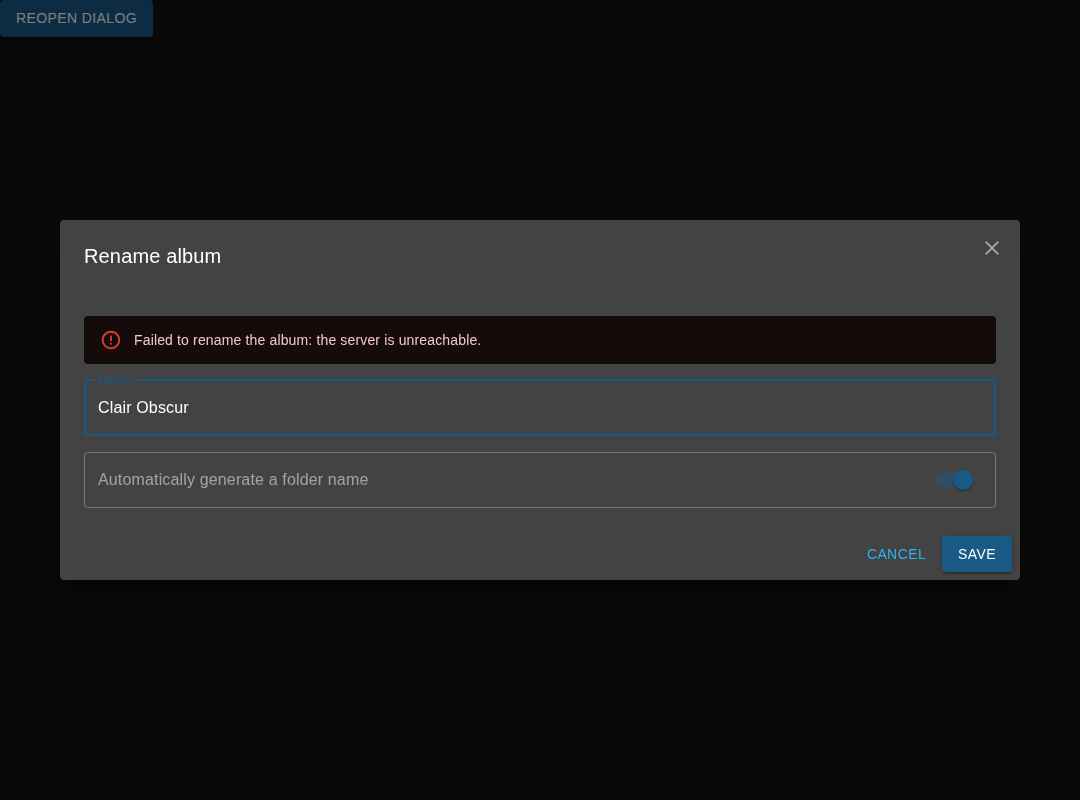 REOPEN DIALOG
Rename album
Failed to rename the album: the server is unreachable.
Name
Clair Obscur
Automatically generate a folder name
CANCEL
SAVE